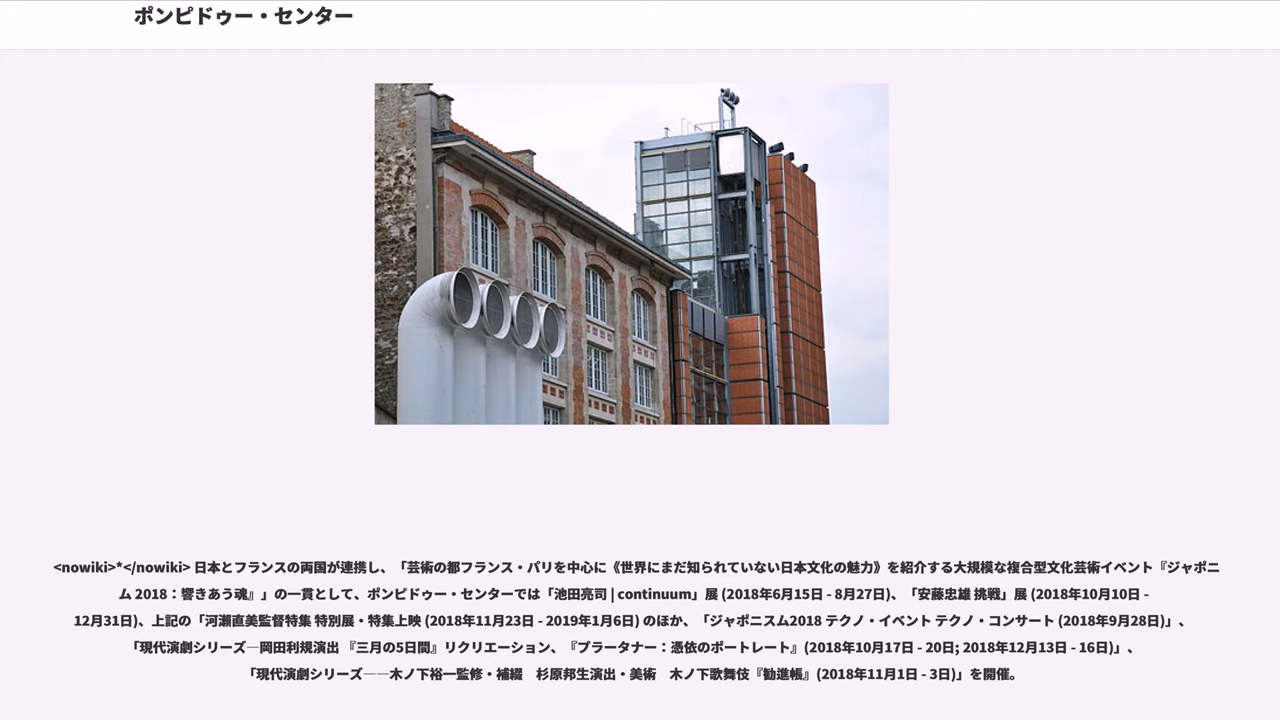 ポンピドゥー・センター
<nowiki>*</nowiki> 日本とフランスの両国が連携し、「芸術の都フランス・パリを中心に《世界にまだ知られていない日本文化の魅力》を紹介する大規模な複合型文化芸術イベント『ジャポニ
ム 2018：響きあう魂』」の一貫として、ポンピドゥー・センターでは「池田亮司 | continuum」展 (2018年6月15日 - 8月27日)、「安藤忠雄 挑戦」展 (2018年10月10日 -
12月31日)、上記の「河瀬直美監督特集 特別展・特集上映 (2018年11月23日 - 2019年1月6日) のほか、「ジャポニスム2018 テクノ・イベント テクノ・コンサート (2018年9月28日)」、
「現代演劇シリーズ―岡田利規演出 『三月の5日間』リクリエーション、『プラータナー：憑依のポートレート』(2018年10月17日 - 20日; 2018年12月13日 - 16日)」、
「現代演劇シリーズ――木ノ下裕一監修・補綴　杉原邦生演出・美術　木ノ下歌舞伎『勧進帳』(2018年11月1日 - 3日)」を開催。